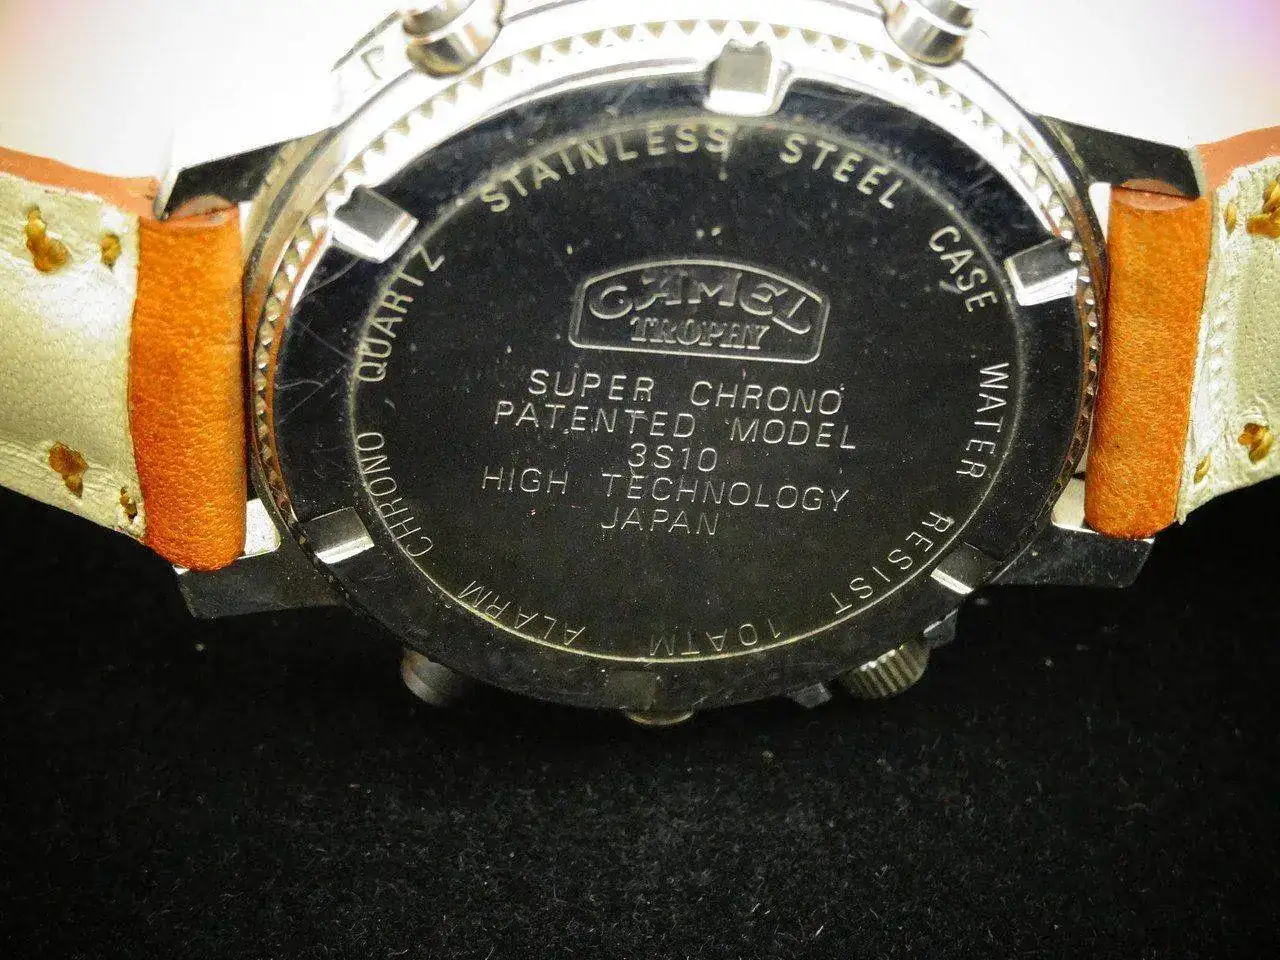 CAMEL
TROPHY
SUPER CHRONO
PATENTED MODEL
3S10
HIGH TECHNOLOGY
JAPAN
STAINLESS STEEL CASE WATER RESIST 10ATM ALARM CHRONO QUARTZ